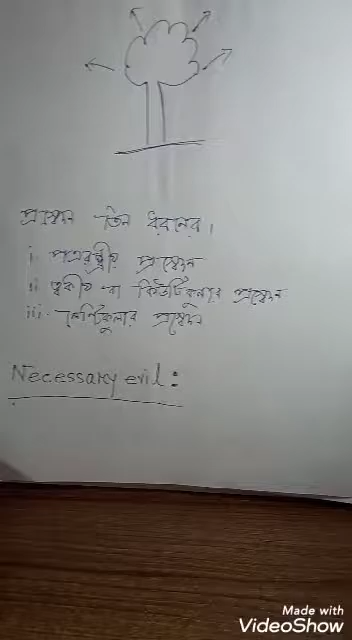 প্রস্বেদন তিন ধরনের।
i. পত্ররন্ধ্রীয় প্রস্বেদন
ii ত্বকীয় বা কিউটিকুলার প্রস্বেদন
iii. লেন্টিকুলার প্রস্বেদন
Necessary evil:
Made with
VideoShow